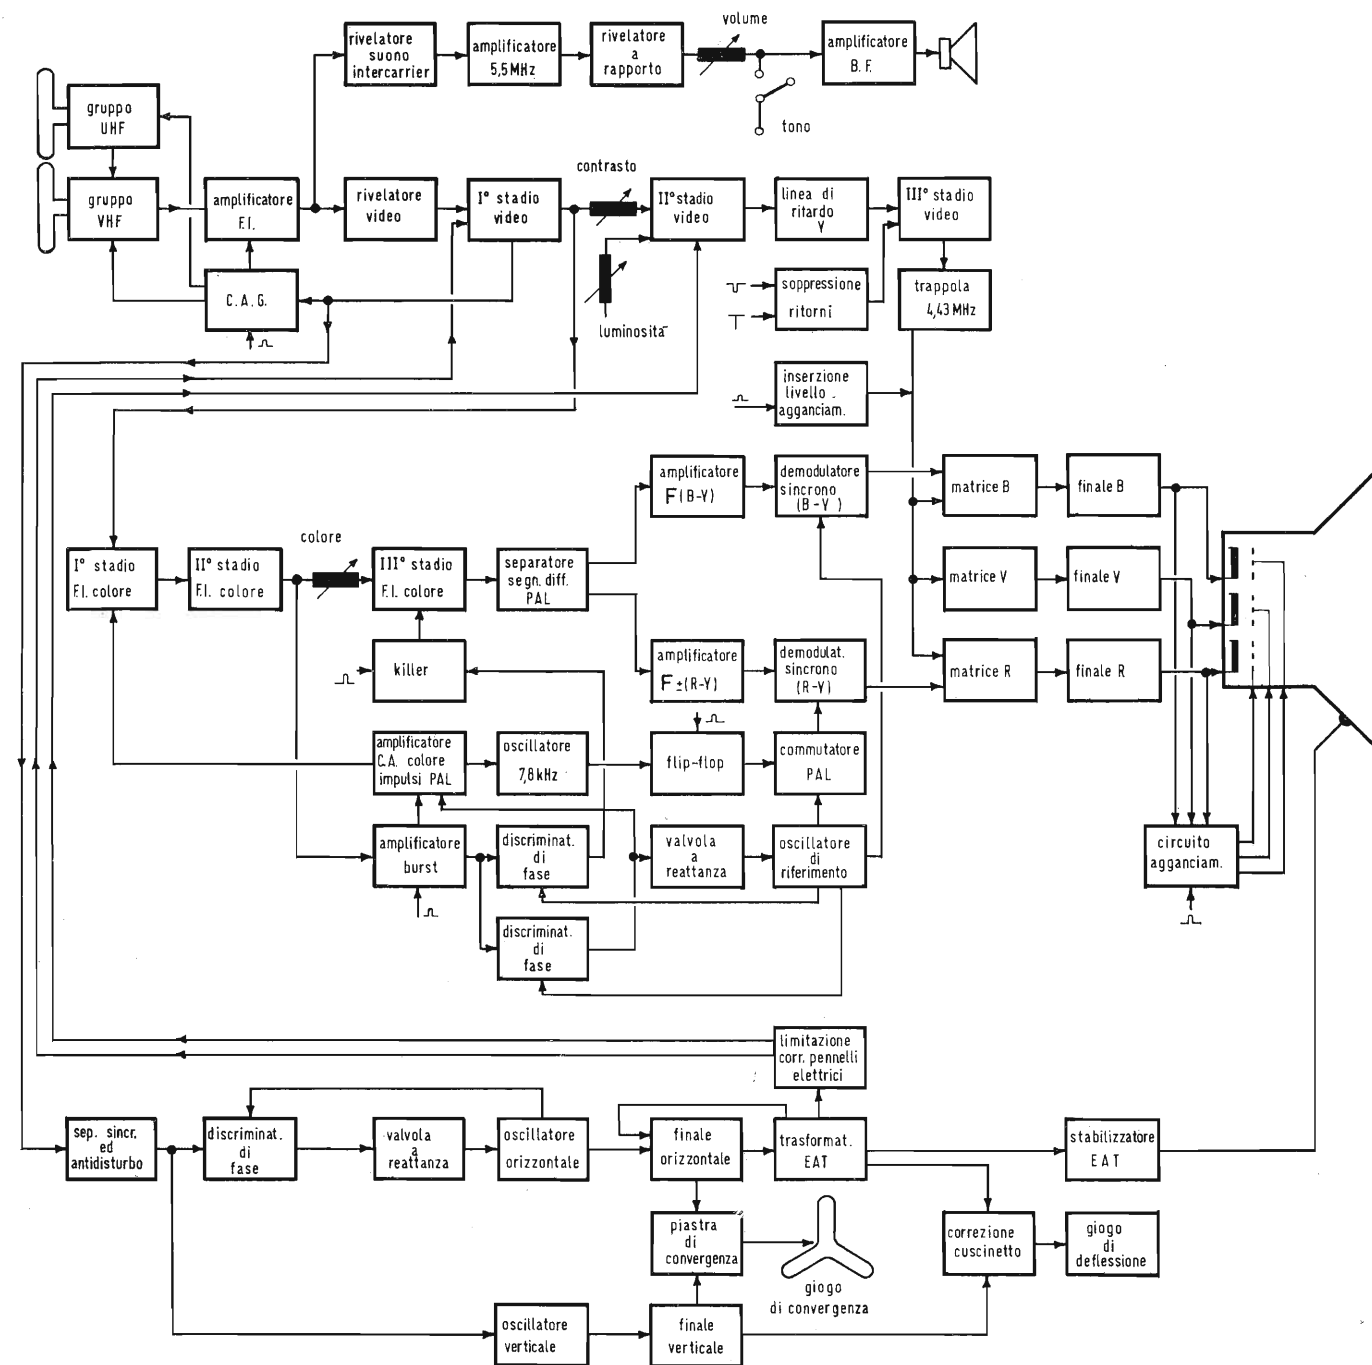 volume
rivelatore
suono
intercarrier
amplificatore
5,5MHz
rivelatore
a
rapporto
amplificatore
B.F.
tono
gruppo
UHF
gruppo
VHF
amplificatore
F.I.
rivelatore
video
I° stadio
video
contrasto
II° stadio
video
linea di
ritardo
Y
III° stadio
video
C.A.G.
luminosità
soppressione
ritorni
trappola
4,43 MHz
inserzione
livello
agganciam.
amplificatore
F(B-Y)
demodulatore
sincrono
(B-Y)
matrice B
finale B
I° stadio
F.I. colore
II° stadio
F.I. colore
colore
III° stadio
F.I. colore
separatore
segn. diff.
PAL
matrice V
finale V
killer
amplificatore
F±(R-Y)
demodulat.
sincrono
(R-Y)
matrice R
finale R
amplificatore
C.A. colore
impulsi PAL
oscillatore
7,8 kHz
flip-flop
commutatore
PAL
amplificatore
burst
discriminat.
di
fase
valvola
a
reattanza
oscillatore
di
riferimento
circuito
agganciam.
discriminat.
di
fase
limitazione
corr. pennelli
elettrici
sep. sincr.
ed
antidisturbo
discriminat.
di
fase
valvola
a
reattanza
oscillatore
orizzontale
finale
orizzontale
trasformat.
EAT
stabilizzatore
EAT
piastra
di
convergenza
giogo
di convergenza
correzione
cuscinetto
giogo
di
deflessione
oscillatore
verticale
finale
verticale